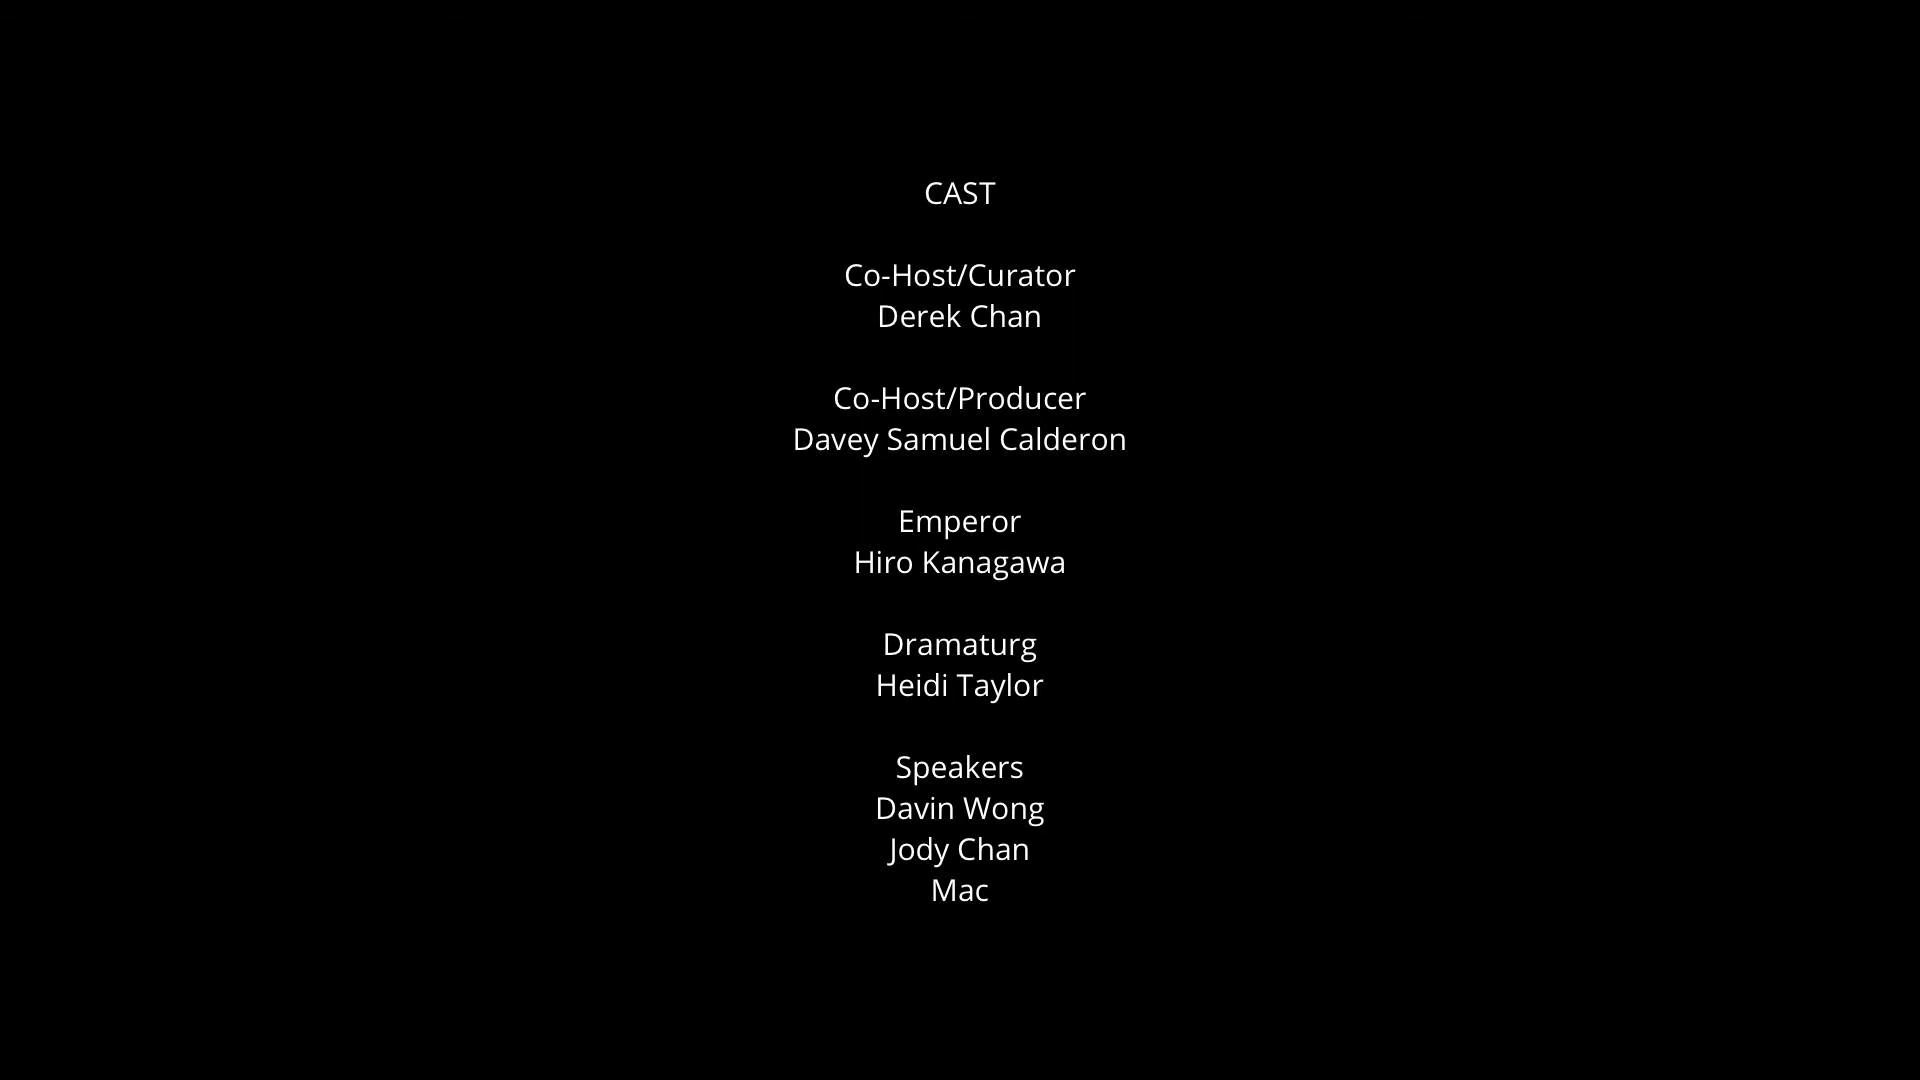 CAST
Co-Host/Curator
Derek Chan
Co-Host/Producer
Davey Samuel Calderon
Emperor
Hiro Kanagawa
Dramaturg
Heidi Taylor
Speakers
Davin Wong
Jody Chan
Mac